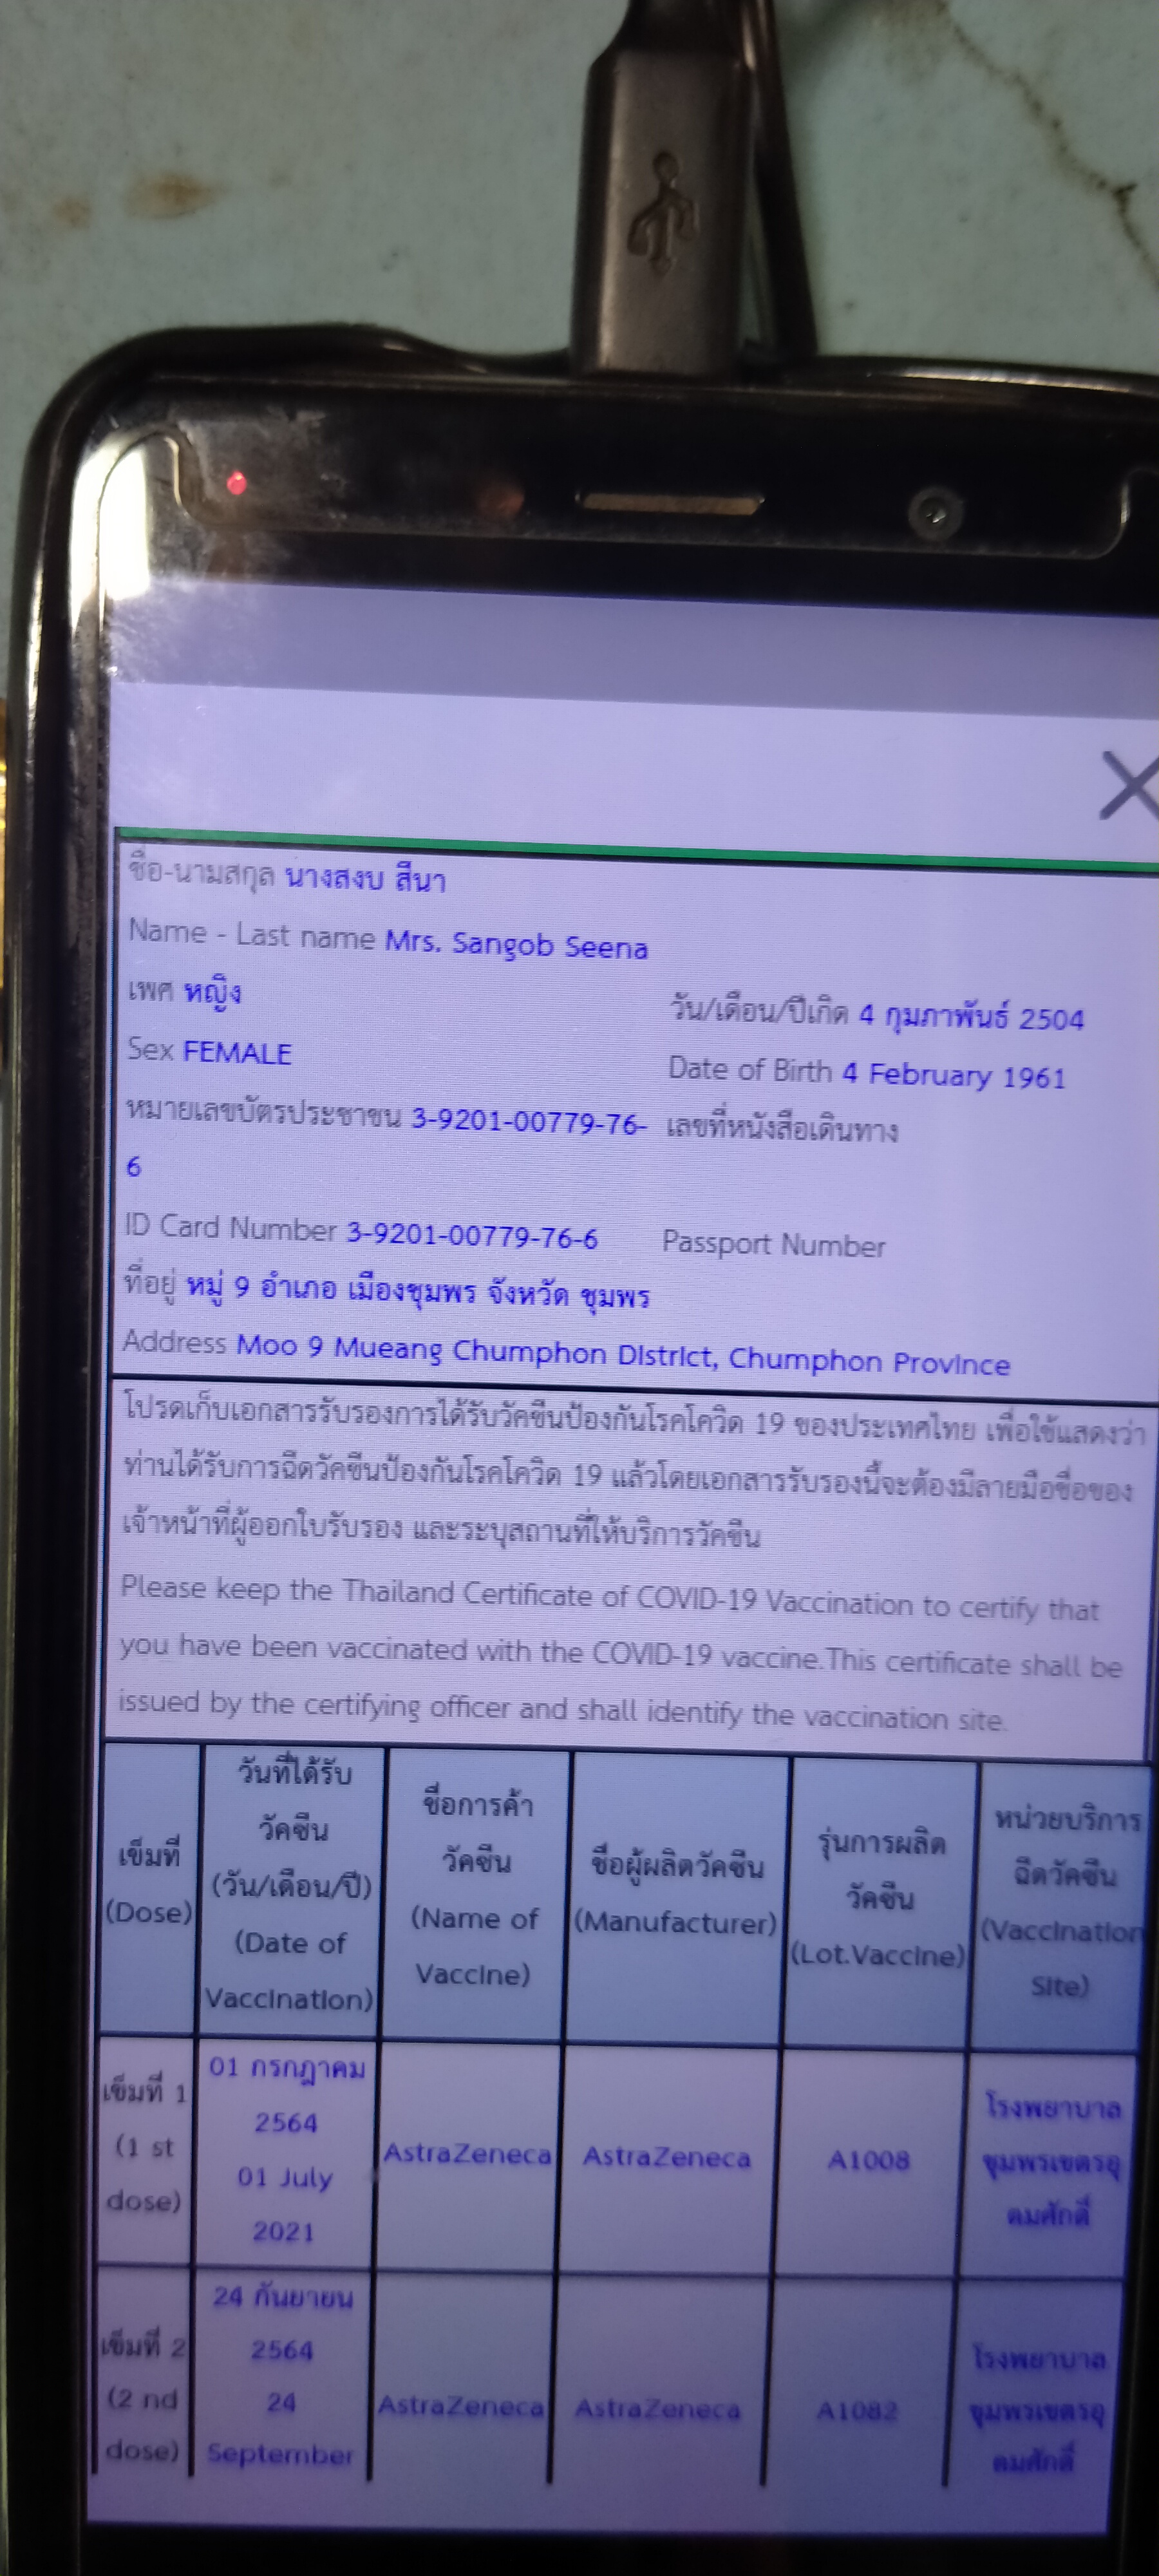 ชื่อ-นามสกุล นางสงบ สีนา
Name - Last name Mrs. Sangob Seena
เพศ หญิง
วัน/เดือน/ปีเกิด 4 กุมภาพันธ์ 2504
Sex FEMALE
Date of Birth 4 February 1961
หมายเลขบัตรประชาชน 3-9201-00779-76-
6
เลขที่หนังสือเดินทาง
ID Card Number 3-9201-00779-76-6
Passport Number
ที่อยู่ หมู่ 9 อำเภอ เมืองชุมพร จังหวัด ชุมพร
Address Moo 9 Mueang Chumphon District, Chumphon Province
โปรดเก็บเอกสารรับรองการได้รับวัคซีนป้องกันโรคโควิด 19 ของประเทศไทย เพื่อใช้แสดงว่า
ท่านได้รับการฉีดวัคซีนป้องกันโรคโควิด 19 แล้วโดยเอกสารรับรองนี้จะต้องมีลายมือชื่อของ
เจ้าหน้าที่ผู้ออกใบรับรอง และระบุสถานที่ให้บริการวัคซีน
Please keep the Thailand Certificate of COVID-19 Vaccination to certify that
you have been vaccinated with the COVID-19 vaccine.This certificate shall be
issued by the certifying officer and shall identify the vaccination site.
เข็มที่
(Dose)
วันที่ได้รับ
วัคซีน
(วัน/เดือน/ปี)
(Date of
Vaccination)
ชื่อการค้า
วัคซีน
(Name of
Vaccine)
ชื่อผู้ผลิตวัคซีน
(Manufacturer)
รุ่นการผลิต
วัคซีน
(Lot.Vaccine)
หน่วยบริการ
ฉีดวัคซีน
(Vaccination
Site)
เข็มที่ 1
(1 st
dose)
01 กรกฎาคม
2564
01 July
2021
AstraZeneca
AstraZeneca
A1008
โรงพยาบาล
ชุมพรเขตรอุ
ดมศักดิ์
เข็มที่ 2
(2 nd
dose)
24 กันยายน
2564
24
September
AstraZeneca
AstraZeneca
A1082
โรงพยาบาล
ชุมพรเขตรอุ
ดมศักดิ์